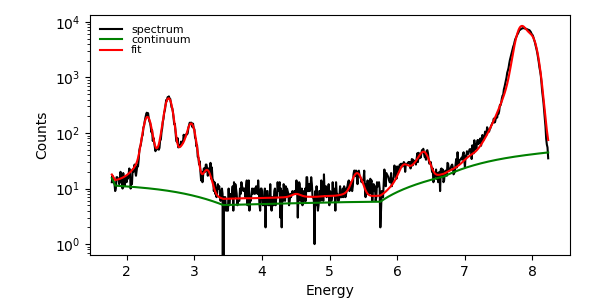 10⁴
10³
10²
10¹
10⁰
Counts
spectrum
continuum
fit
2 3 4 5 6 7 8
Energy